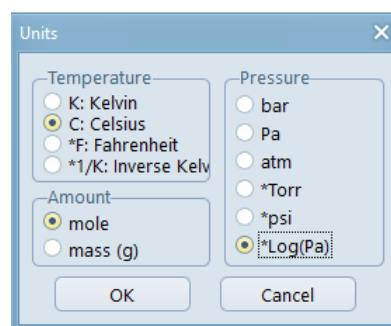 Units
Temperature
K: Kelvin
C: Celsius
*F: Fahrenheit
*1/K: Inverse Kelv
Amount
mole
mass (g)
Pressure
bar
Pa
atm
*Torr
*psi
*Log(Pa)
OK
Cancel